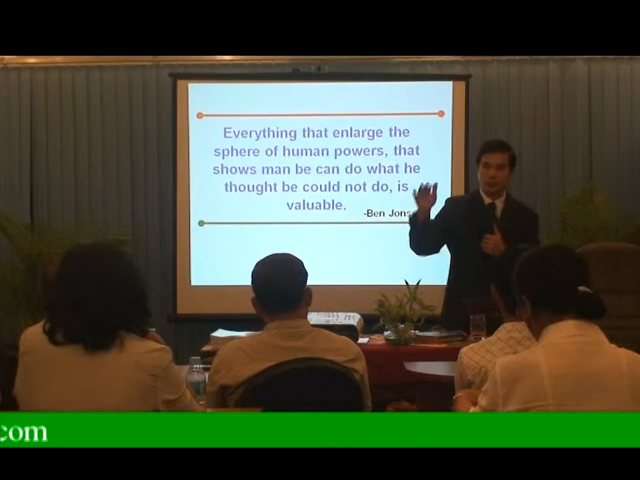 Everything that enlarge the
sphere of human powers, that
shows man be can do what he
thought be could not do, is
valuable.
-Ben Jons
.com